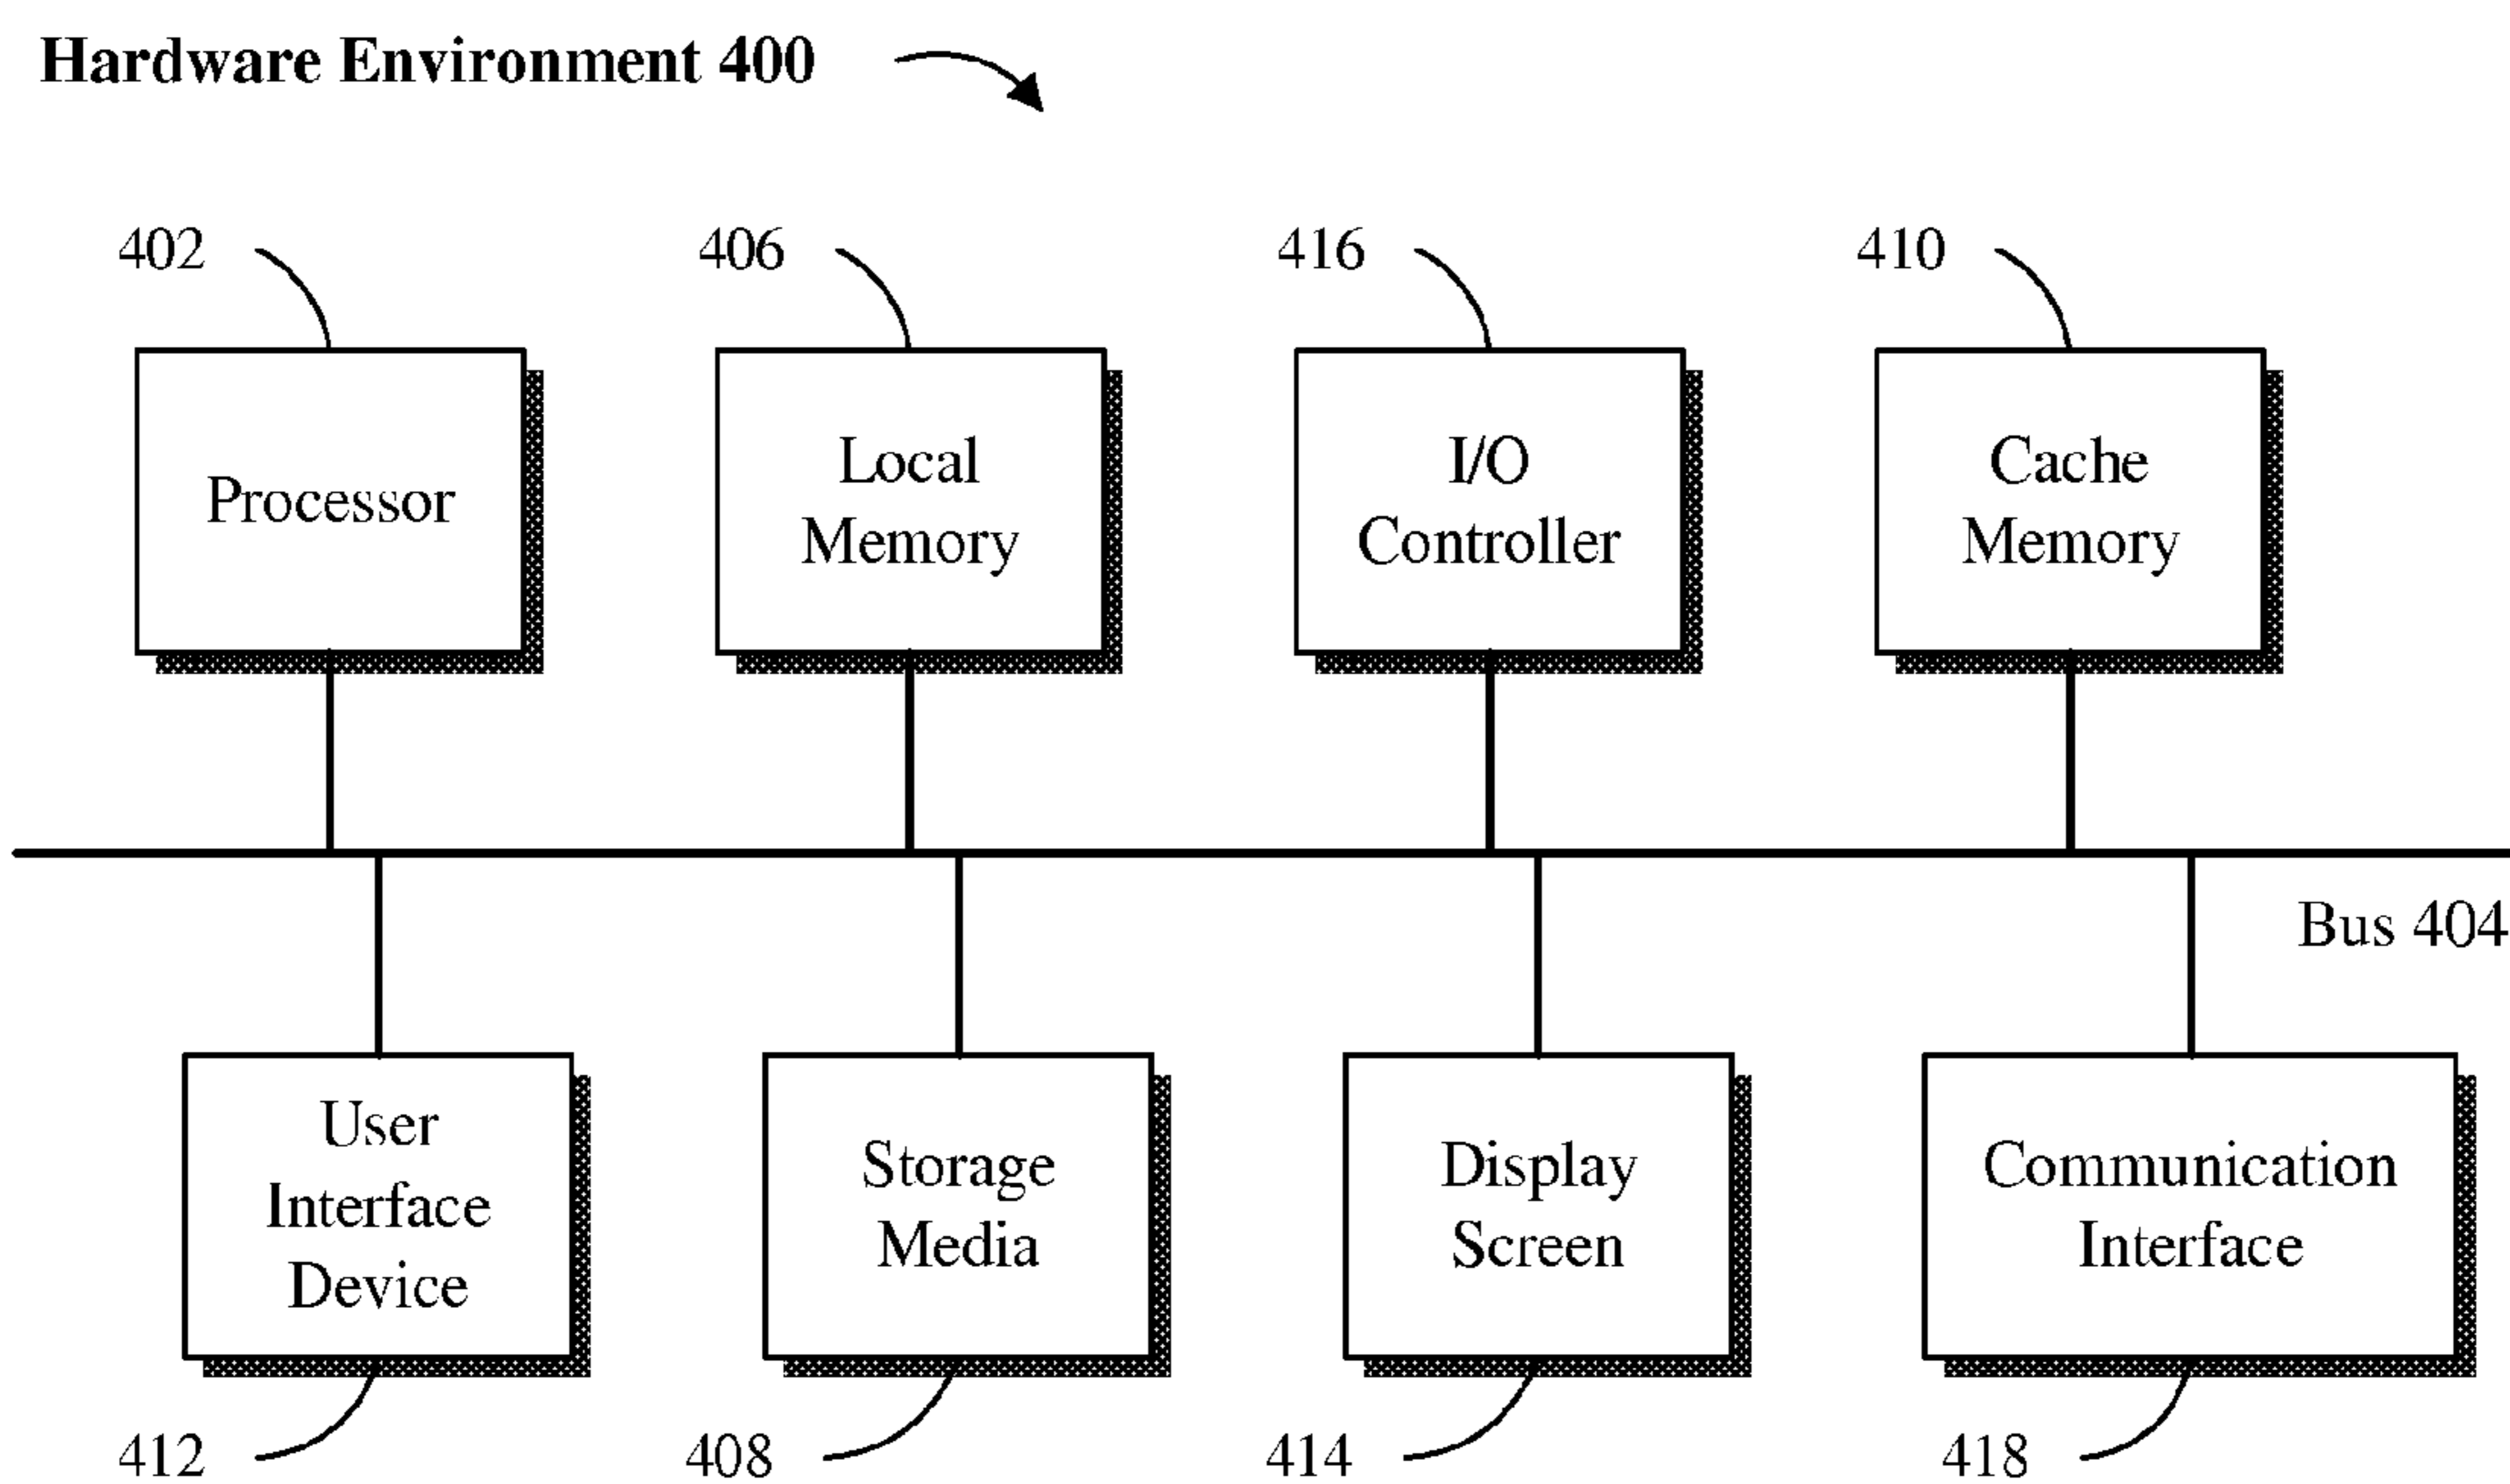 Hardware Environment 400
402
406
416
410
Processor
Local
Memory
I/O
Controller
Cache
Memory
Bus 404
User
Interface
Device
Storage
Media
Display
Screen
Communication
Interface
412
408
414
418